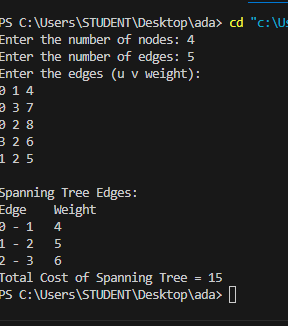 PS C:\Users\STUDENT\Desktop\ada> cd "c:\Us
Enter the number of nodes: 4
Enter the number of edges: 5
Enter the edges (u v weight):
0 1 4
0 3 7
0 2 8
3 2 6
1 2 5
Spanning Tree Edges:
Edge    Weight
0 - 1   4
1 - 2   5
2 - 3   6
Total Cost of Spanning Tree = 15
PS C:\Users\STUDENT\Desktop\ada>